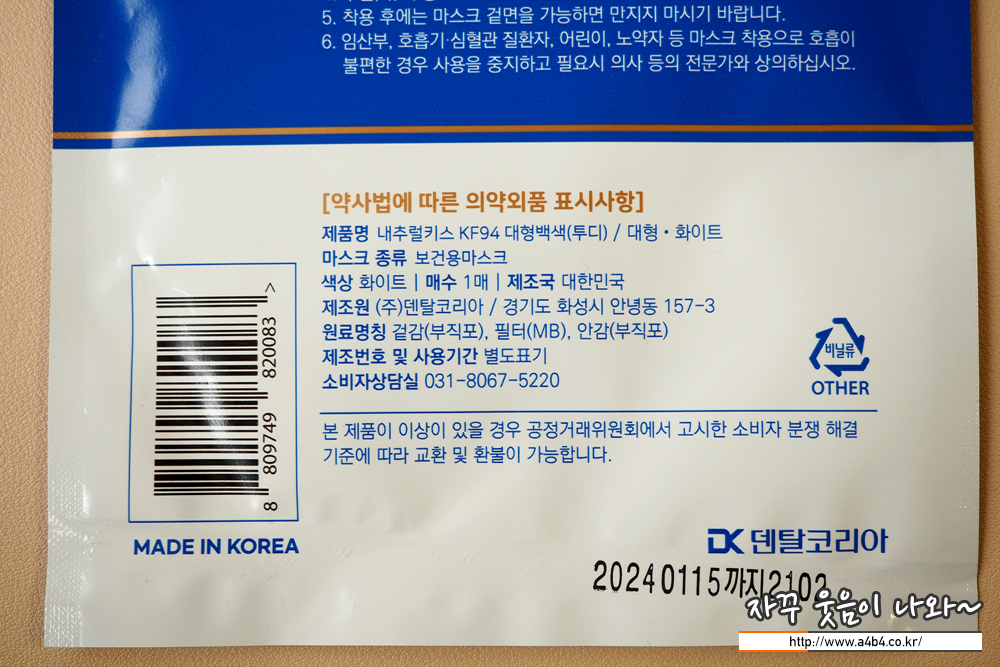 5. 착용 후에는 마스크 겉면을 가능하면 만지지 마시기 바랍니다.
6. 임산부, 호흡기·심혈관 질환자, 어린이, 노약자 등 마스크 착용으로 호흡이
불편한 경우 사용을 중지하고 필요시 의사 등의 전문가와 상의하십시오.
[약사법에 따른 의약외품 표시사항]
제품명 내추럴키스 KF94 대형백색(투디) / 대형 • 화이트
마스크 종류 보건용마스크
색상 화이트 | 매수 1매 | 제조국 대한민국
제조원 (주)덴탈코리아 / 경기도 화성시 안녕동 157-3
원료명칭 겉감(부직포), 필터(MB), 안감(부직포)
제조번호 및 사용기간 별도표기
소비자상담실 031-8067-5220
비닐류
OTHER
본 제품이 이상이 있을 경우 공정거래위원회에서 고시한 소비자 분쟁 해결
기준에 따라 교환 및 환불이 가능합니다.
8 809749 820083 >
MADE IN KOREA
DK 덴탈코리아
20240115까지2102
자꾸 웃음이 나와~
http://www.a4b4.co.kr/